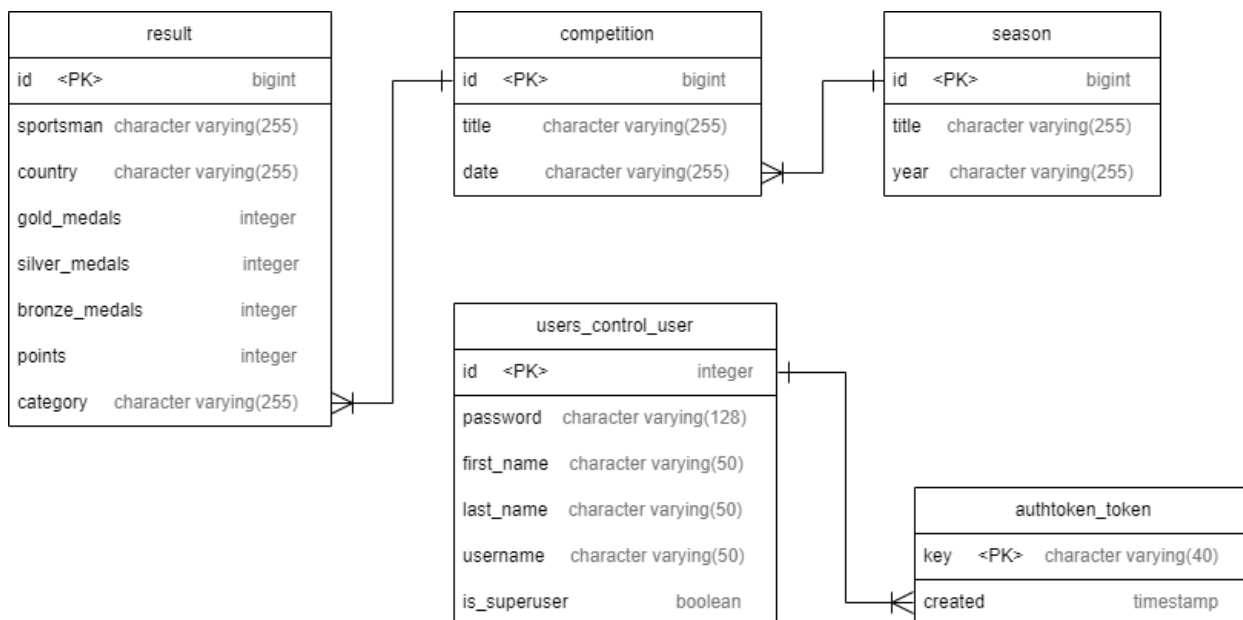 result
id <PK> bigint
sportsman character varying(255)
country character varying(255)
gold_medals integer
silver_medals integer
bronze_medals integer
points integer
category character varying(255)
competition
id <PK> bigint
title character varying(255)
date character varying(255)
season
id <PK> bigint
title character varying(255)
year character varying(255)
users_control_user
id <PK> integer
password character varying(128)
first_name character varying(50)
last_name character varying(50)
username character varying(50)
is_superuser boolean
authtoken_token
key <PK> character varying(40)
created timestamp